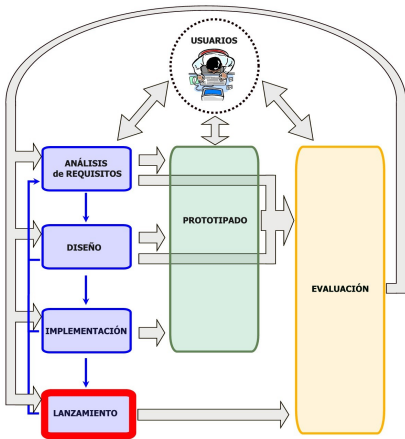 USUARIOS
ANÁLISIS
de REQUISITOS
PROTOTIPADO
DISEÑO
EVALUACIÓN
IMPLEMENTACIÓN
LANZAMIENTO